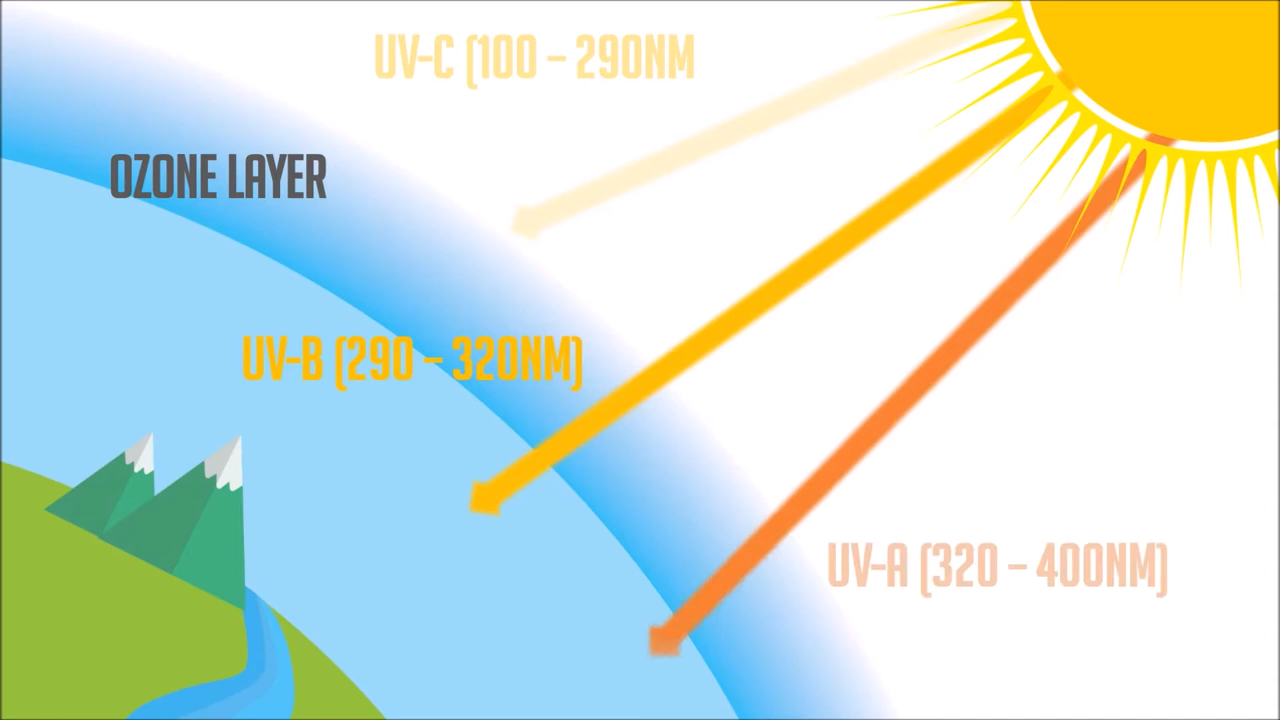 UV-C (100 – 290NM
OZONE LAYER
UV-B (290 – 320NM)
UV-A (320 – 400NM)